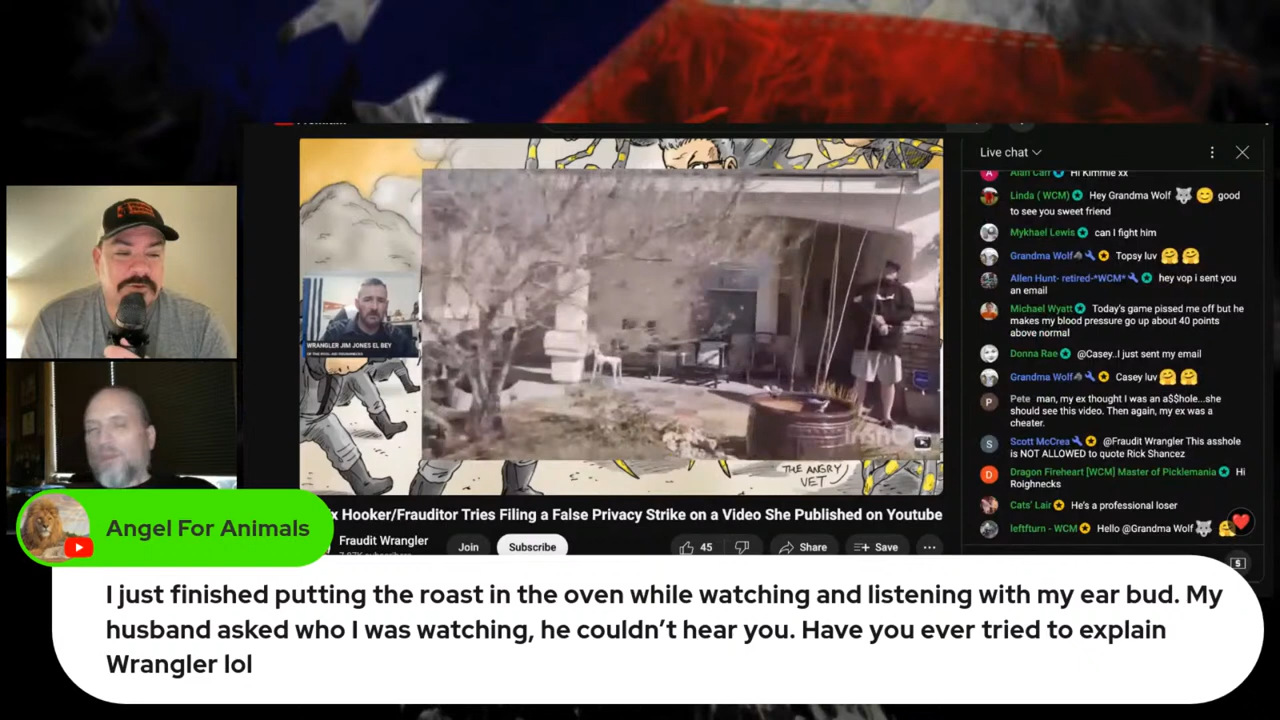 Live chat
Alan Carr Hi Kimmie xx
Linda ( WCM) Hey Grandma Wolf 🐺 😊 good
to see you sweet friend
Mykhael Lewis can I fight him
Grandma Wolf Topsy luv 🤗 🤗
Allen Hunt- retired-*WCM* hey vop i sent you
an email
Michael Wyatt Today's game pissed me off but he
makes my blood pressure go up about 40 points
above normal
Donna Rae @Casey..I just sent my email
Grandma Wolf Casey luv 🤗 🤗
Pete man, my ex thought I was an a$$hole...she
should see this video. Then again, my ex was a
cheater.
Scott McCrea @Fraudit Wrangler This asshole
is NOT ALLOWED to quote Rick Shancez
Dragon Fireheart [WCM] Master of Picklemania Hi
Roighnecks
Cats' Lair He's a professional loser
leftfturn - WCM Hello @Grandma Wolf 🐺 🤗
WRANGLER JIM JONES EL BEY
THE ANGRY
VET
Hooker/Frauditor Tries Filing a False Privacy Strike on a Video She Published on Youtube
Fraudit Wrangler
Join
Subscribe
45
Share
Save
Angel For Animals
I just finished putting the roast in the oven while watching and listening with my ear bud. My
husband asked who I was watching, he couldn't hear you. Have you ever tried to explain
Wrangler lol